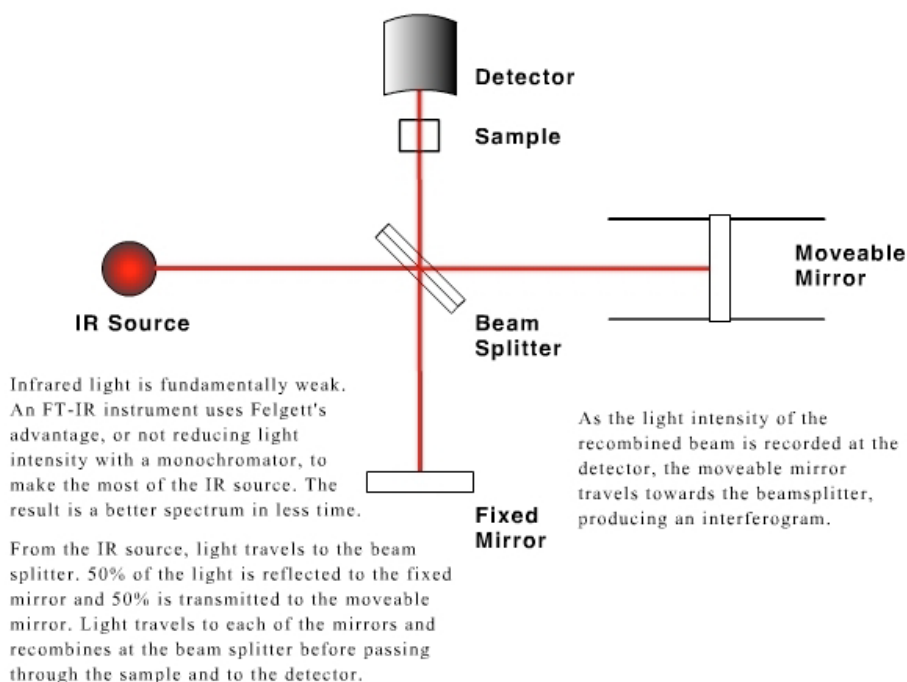 Detector
Sample
Moveable
Mirror
IR Source
Beam
Splitter
Infrared light is fundamentally weak.
An FT-IR instrument uses Felgett's
advantage, or not reducing light
intensity with a monochromator, to
make the most of the IR source. The
result is a better spectrum in less time.
Fixed
Mirror
As the light intensity of the
recombined beam is recorded at the
detector, the moveable mirror
travels towards the beamsplitter,
producing an interferogram.
From the IR source, light travels to the beam
splitter. 50% of the light is reflected to the fixed
mirror and 50% is transmitted to the moveable
mirror. Light travels to each of the mirrors and
recombines at the beam splitter before passing
through the sample and to the detector.